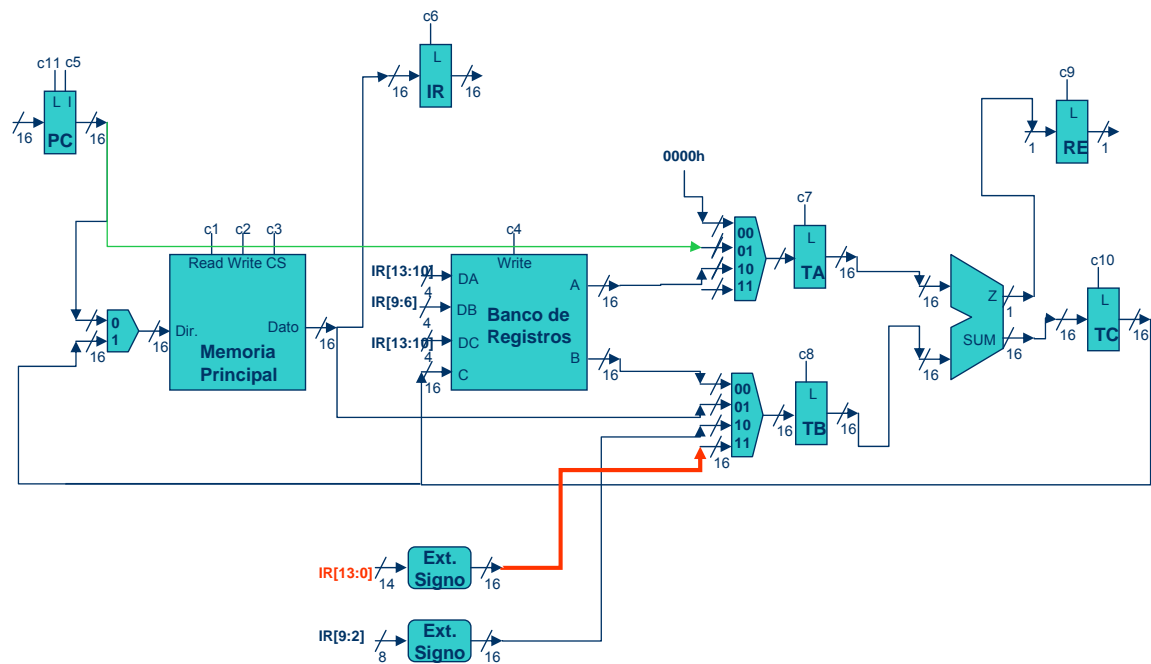 c6
c11 c5
L
IR
16
16
L I
PC
16
16
c9
L
RE
1
1
0000h
c1 c2 c3
Read Write CS
Dir.
Dato
Memoria
Principal
0
1
16
16
16
c4
Write
IR[13:10]
DA
4
IR[9:6]
DB
4
IR[13:10]
DC
4
C
16
A
16
B
16
Banco de
Registros
00
01
10
11
16
c7
L
TA
16
16
16
Z
1
SUM
16
16
c10
L
TC
16
00
01
10
11
16
16
c8
L
TB
16
IR[13:0]
14
Ext.
Signo
16
IR[9:2]
8
Ext.
Signo
16